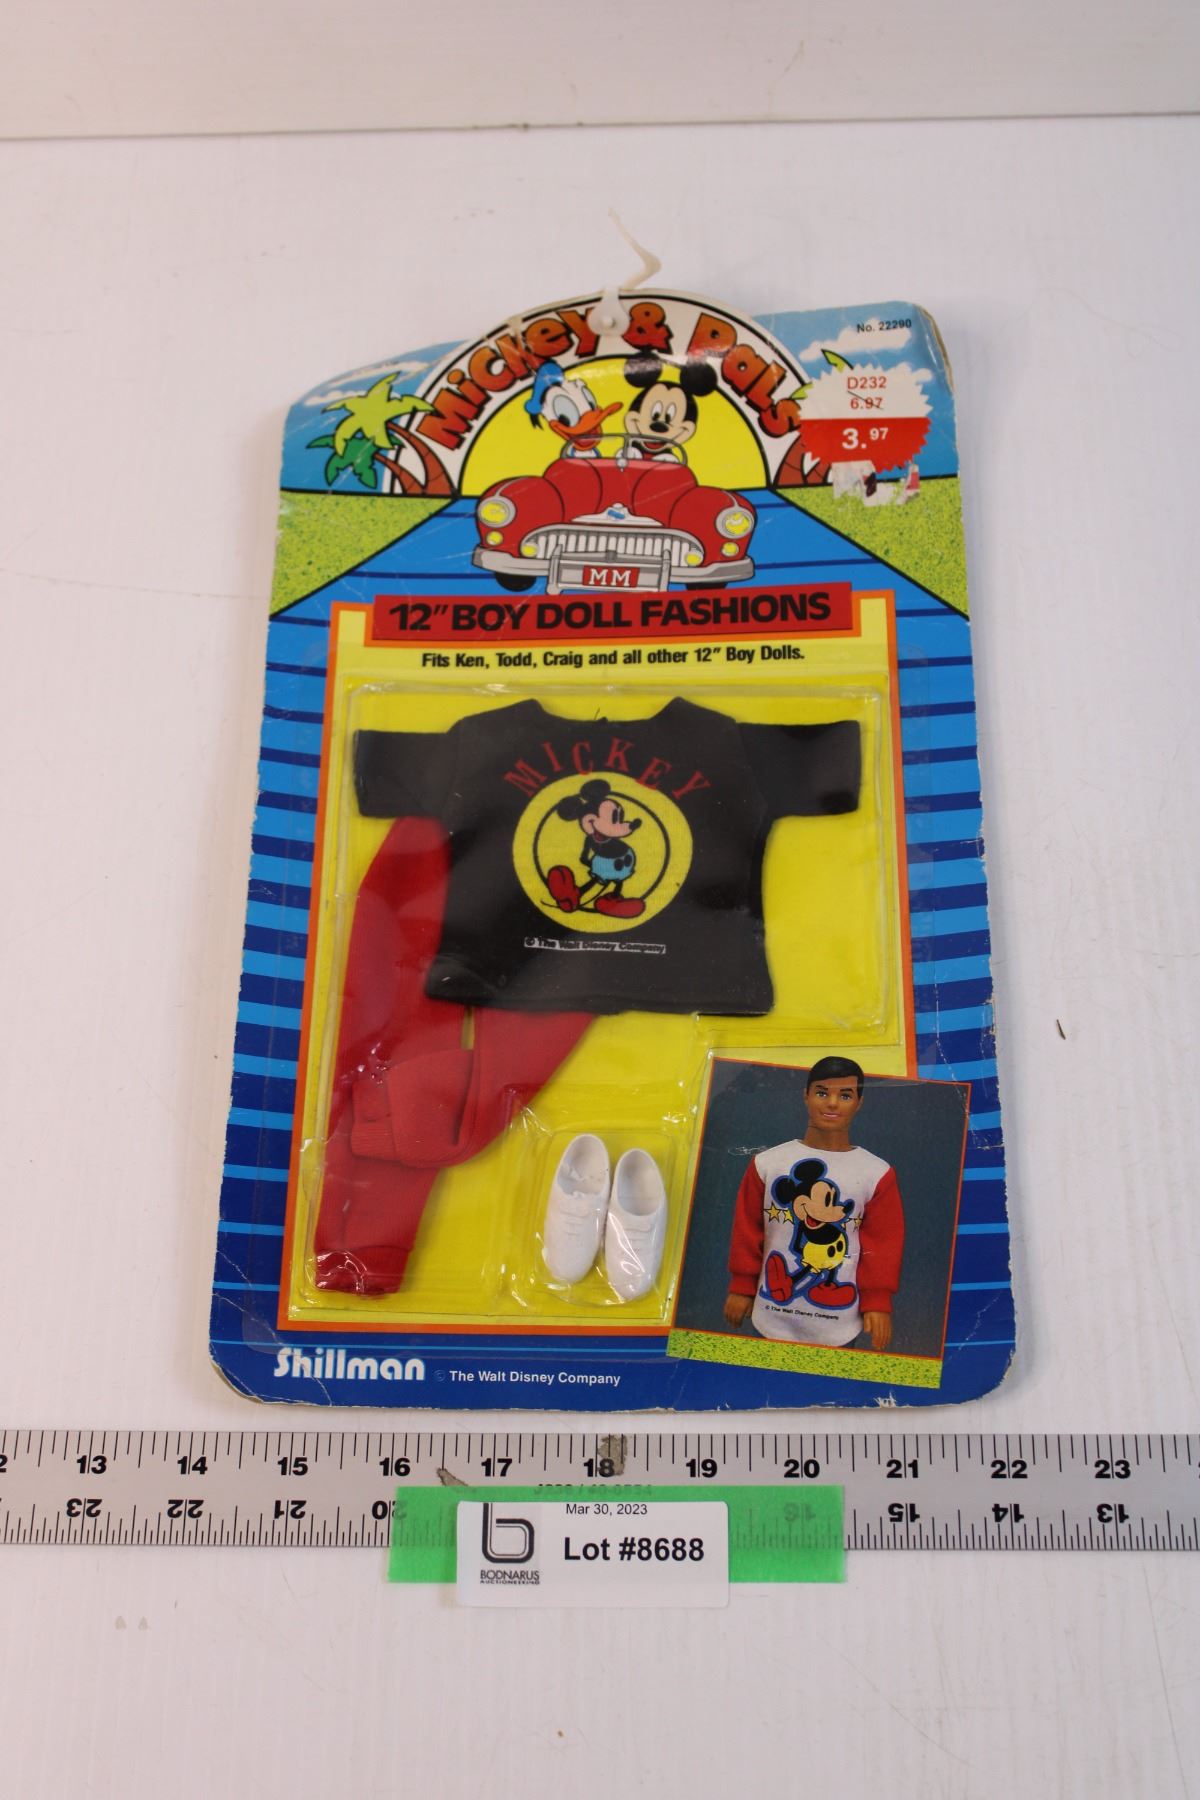 Mickey & Pals
No. 22290
D232
6.97
3.97
MM
12" BOY DOLL FASHIONS
Fits Ken, Todd, Craig and all other 12" Boy Dolls.
MICKEY
© The Walt Disney Company
© The Walt Disney Company
Shillman © The Walt Disney Company
2 13 14 15 16 17 18 19 20 21 22 23
23 22 21 20 16 15 14 13
Mar 30, 2023
b Lot #8688
BODNARUS
AUCTIONEERING